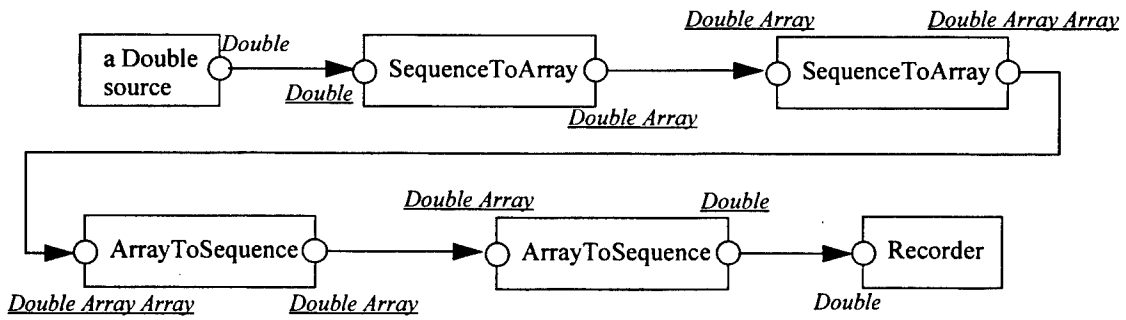 Double Array
Double Array Array
Double
a Double
source
SequenceToArray
SequenceToArray
Double
Double Array
Double Array
Double
ArrayToSequence
ArrayToSequence
Recorder
Double Array Array
Double Array
Double